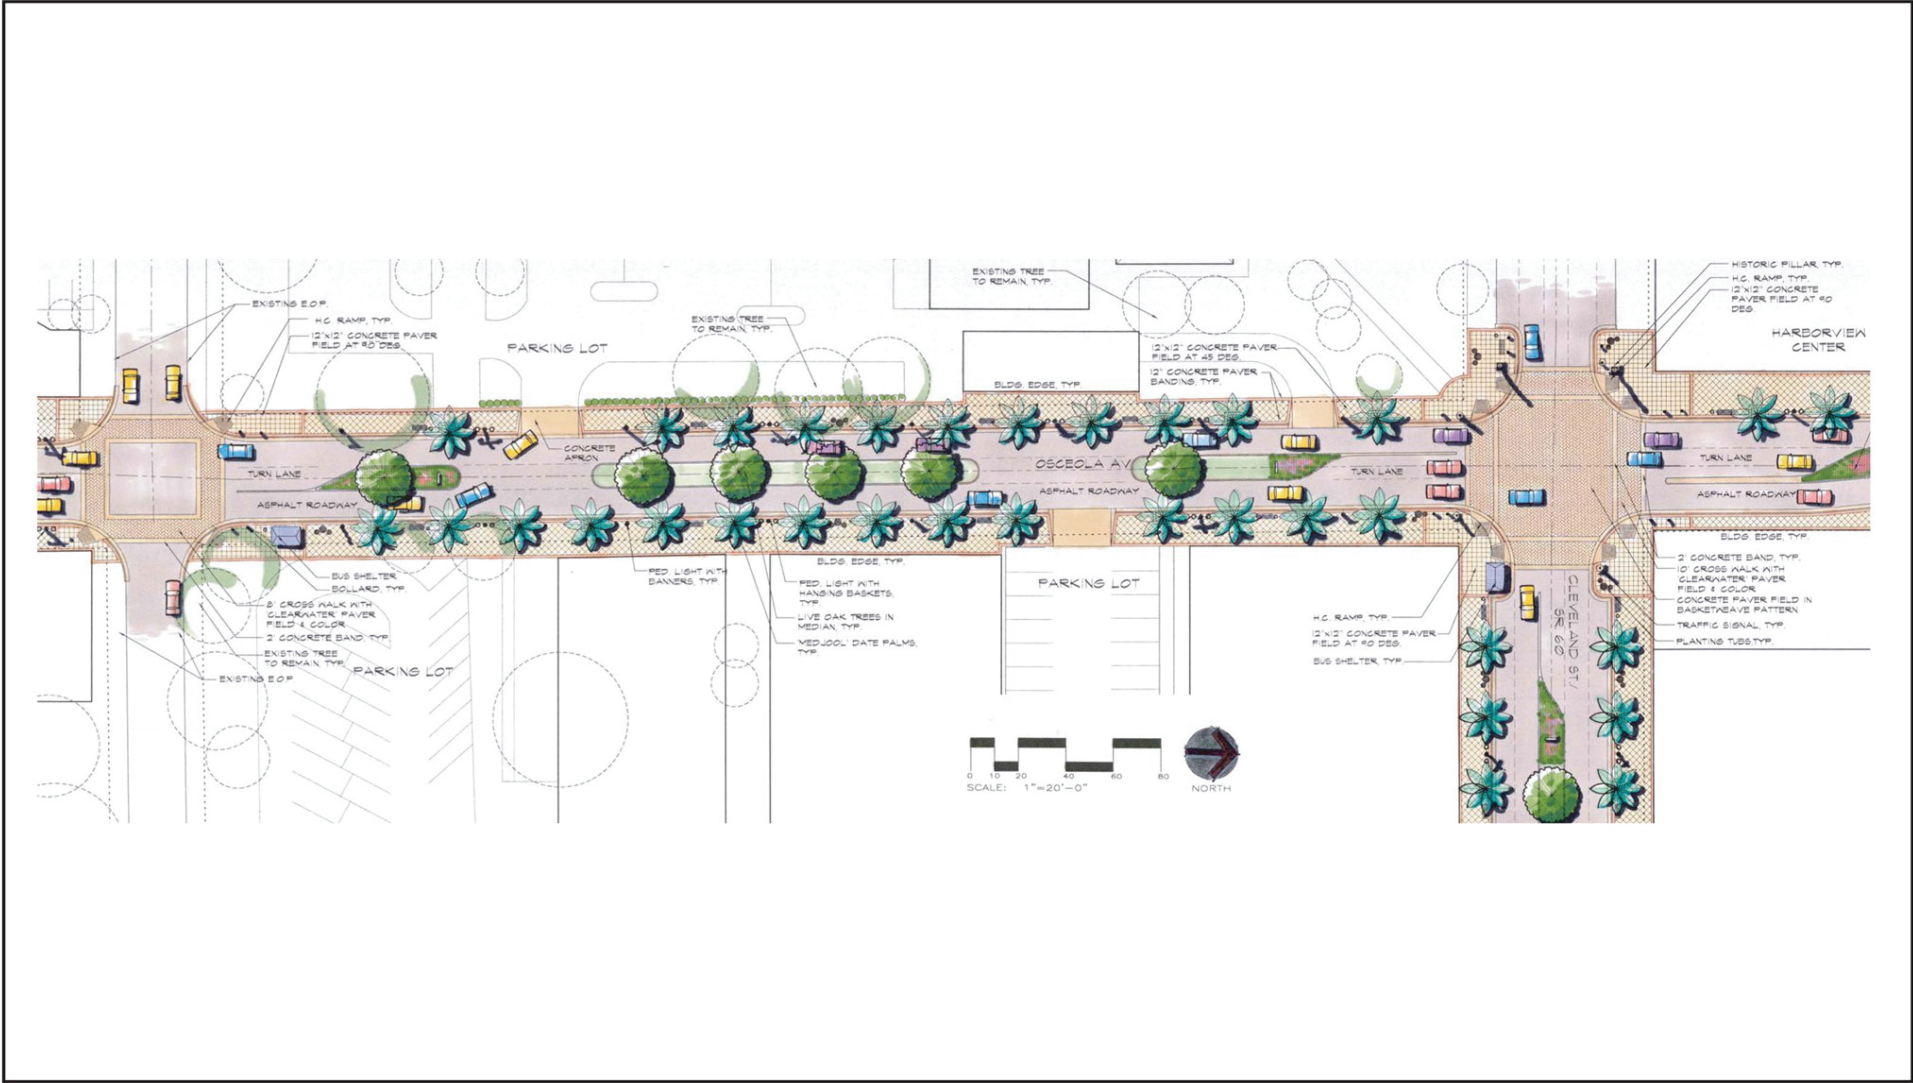 EXISTING E.O.P.
H.C. RAMP, TYP.
12"x12" CONCRETE PAVER
FIELD AT 90 DEG.
PARKING LOT
EXISTING TREE
TO REMAIN, TYP.
EXISTING TREE
TO REMAIN, TYP.
BLDG. EDGE, TYP.
12"x12" CONCRETE PAVER
FIELD AT 45 DEG.
12" CONCRETE PAVER
BANDING, TYP.
HISTORIC PILLAR, TYP.
H.C. RAMP, TYP.
12"x12" CONCRETE
PAVER FIELD AT 90
DEG.
HARBORVIEW
CENTER
CONCRETE
APRON
TURN LANE
ASPHALT ROADWAY
OSCEOLA AV
ASPHALT ROADWAY
TURN LANE
TURN LANE
ASPHALT ROADWAY
BUS SHELTER
BOLLARD, TYP.
8' CROSS WALK WITH
'CLEARWATER' PAVER
FIELD & COLOR
2' CONCRETE BAND, TYP.
EXISTING TREE
TO REMAIN, TYP.
EXISTING E.O.P
PARKING LOT
PED. LIGHT WITH
BANNERS, TYP
BLDG. EDGE, TYP.
PED. LIGHT WITH
HANGING BASKETS,
TYP
LIVE OAK TREES IN
MEDIAN, TYP.
'MEDJOOL' DATE PALMS,
TYP.
PARKING LOT
H.C. RAMP, TYP.
12"x12" CONCRETE PAVER
FIELD AT 90 DEG.
BUS SHELTER, TYP.
CLEVELAND ST./
SR 60
BLDG. EDGE, TYP.
2' CONCRETE BAND, TYP.
10' CROSS WALK WITH
'CLEARWATER' PAVER
FIELD & COLOR
CONCRETE PAVER FIELD IN
BASKETWEAVE PATTERN
TRAFFIC SIGNAL, TYP.
PLANTING TUBS,TYP.
0 10 20 40 60 80
SCALE: 1"=20'-0"
NORTH